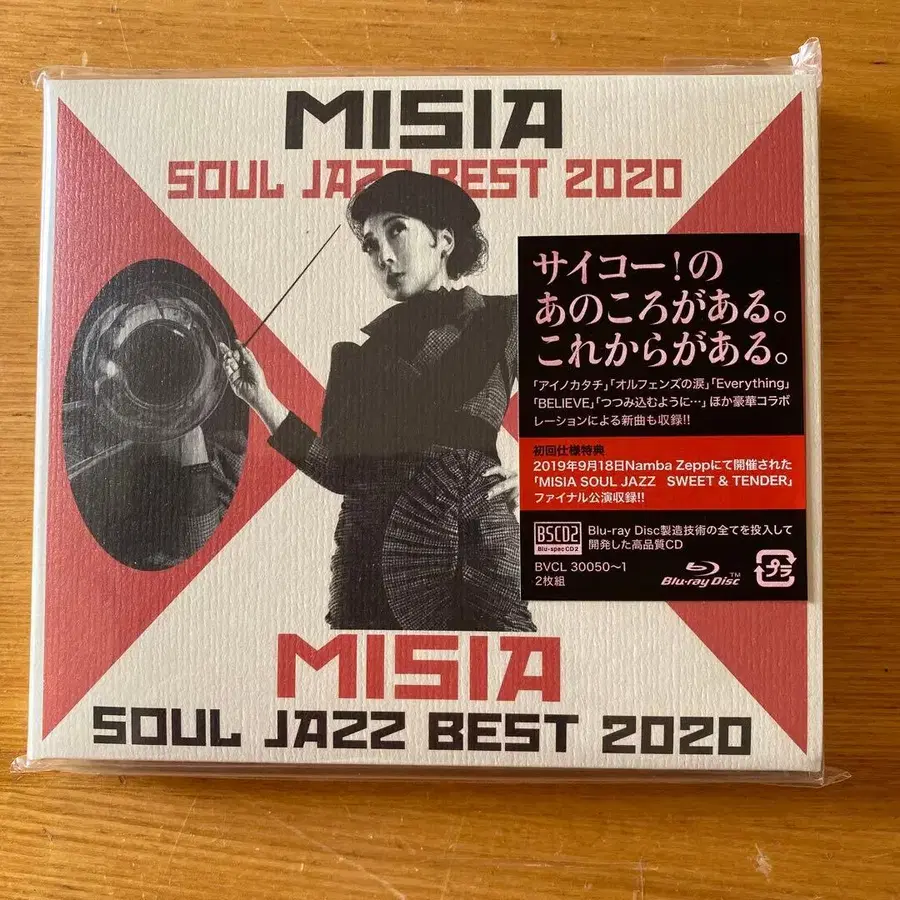 MISIA
SOUL JAZZ BEST 2020
サイコー!の
あのころがある。
これからがある。
「アイノカタチ」「オルフェンズの涙」「Everything」
「BELIEVE」「つつみ込むように…」ほか豪華コラボ
レーションによる新曲も収録!!
初回仕様特典
2019年9月18日Namba Zeppにて開催された
「MISIA SOUL JAZZ SWEET & TENDER」
ファイナル公演収録!!
BSCD2
Blu-spec CD 2
Blu-ray Disc製造技術の全てを投入して
開発した高品質CD
BVCL 30050〜1
2枚組
Blu-ray Disc™
プラ
MISIA
SOUL JAZZ BEST 2020